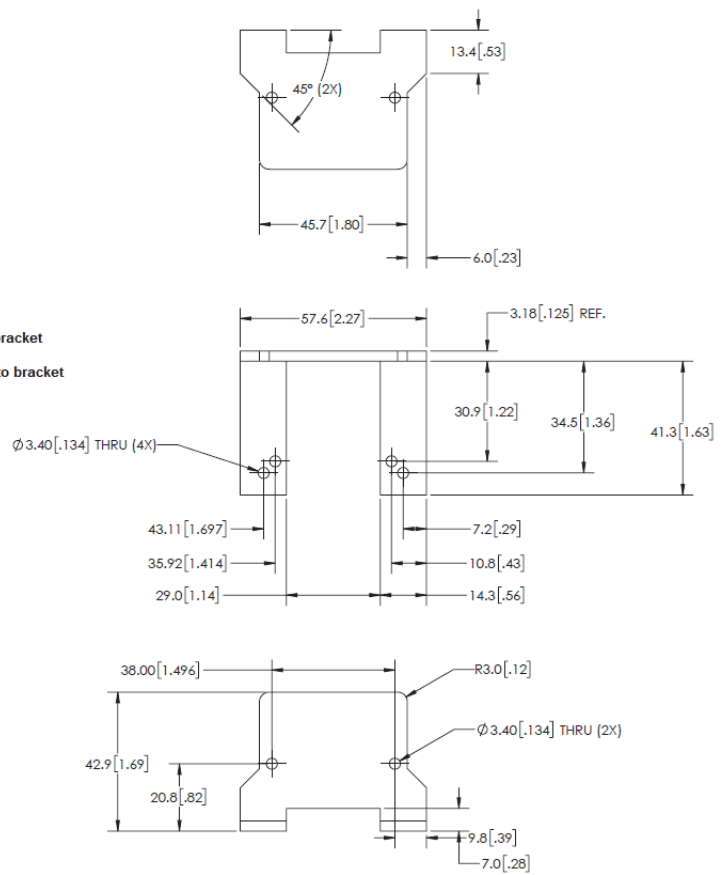 13.4[.53]
45° (2X)
45.7[1.80]
6.0[.23]
57.6[2.27]
3.18[.125] REF.
racket
to bracket
30.9[1.22]
34.5[1.36]
41.3[1.63]
Ø3.40[.134] THRU (4X)
43.11[1.697]
7.2[.29]
35.92[1.414]
10.8[.43]
29.0[1.14]
14.3[.56]
38.00[1.496]
R3.0[.12]
Ø3.40[.134] THRU (2X)
42.9[1.69]
20.8[.82]
9.8[.39]
7.0[.28]